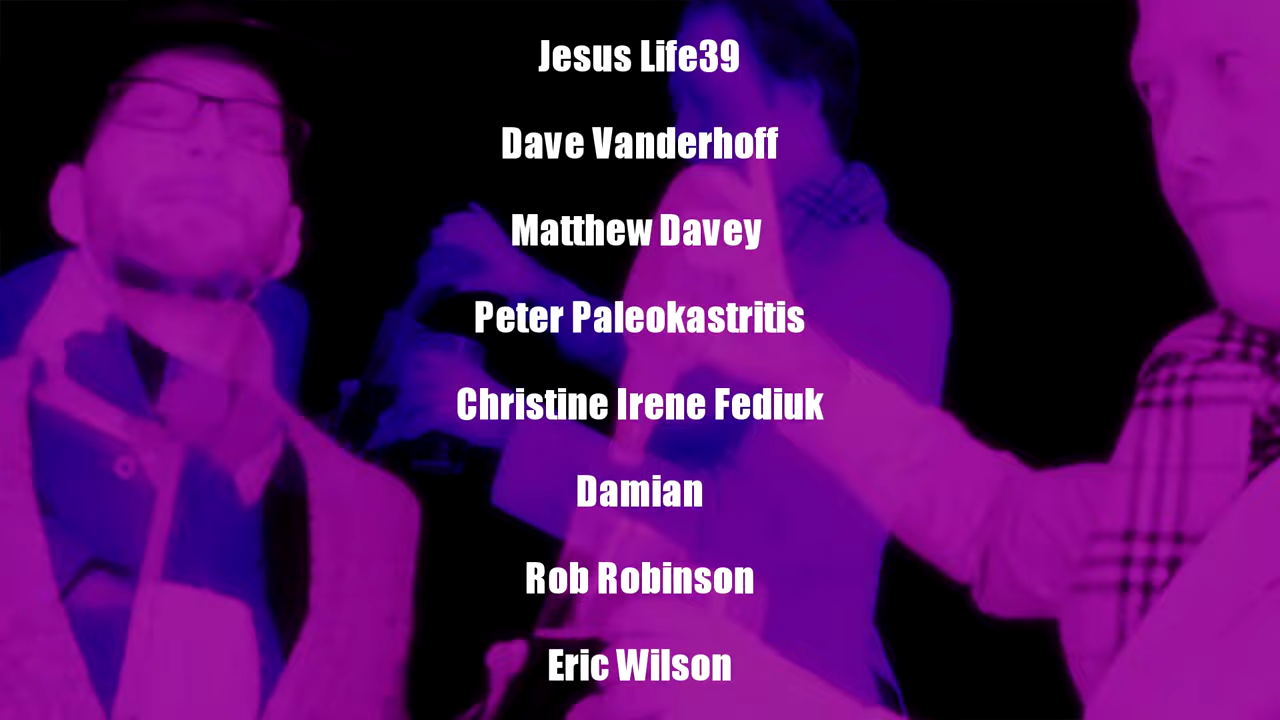 Jesus Life39
Dave Vanderhoff
Matthew Davey
Peter Paleokastritis
Christine Irene Fediuk
Damian
Rob Robinson
Eric Wilson